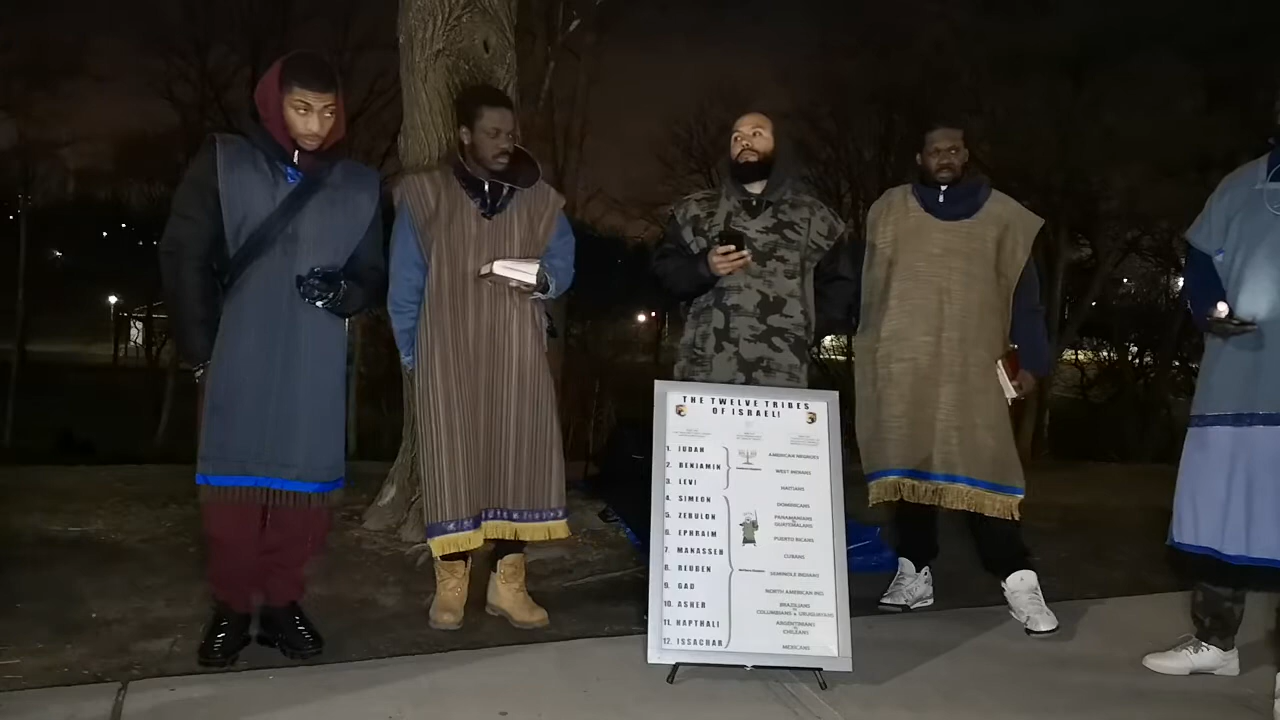 THE TWELVE TRIBES
OF ISRAEL!
1. JUDAH AMERICAN NEGROES
2. BENJAMIN WEST INDIANS
3. LEVI HAITIANS
4. SIMEON DOMINICANS
5. ZEBULON PANAMANIANS
GUATEMALANS
6. EPHRAIM PUERTO RICANS
7. MANASSEH CUBANS
8. REUBEN SEMINOLE INDIANS
9. GAD NORTH AMERICAN INDS
10. ASHER BRAZILIANS
COLUMBIANS & URUGUAYANS
11. NAPTHALI ARGENTINIANS
CHILEANS
12. ISSACHAR MEXICANS